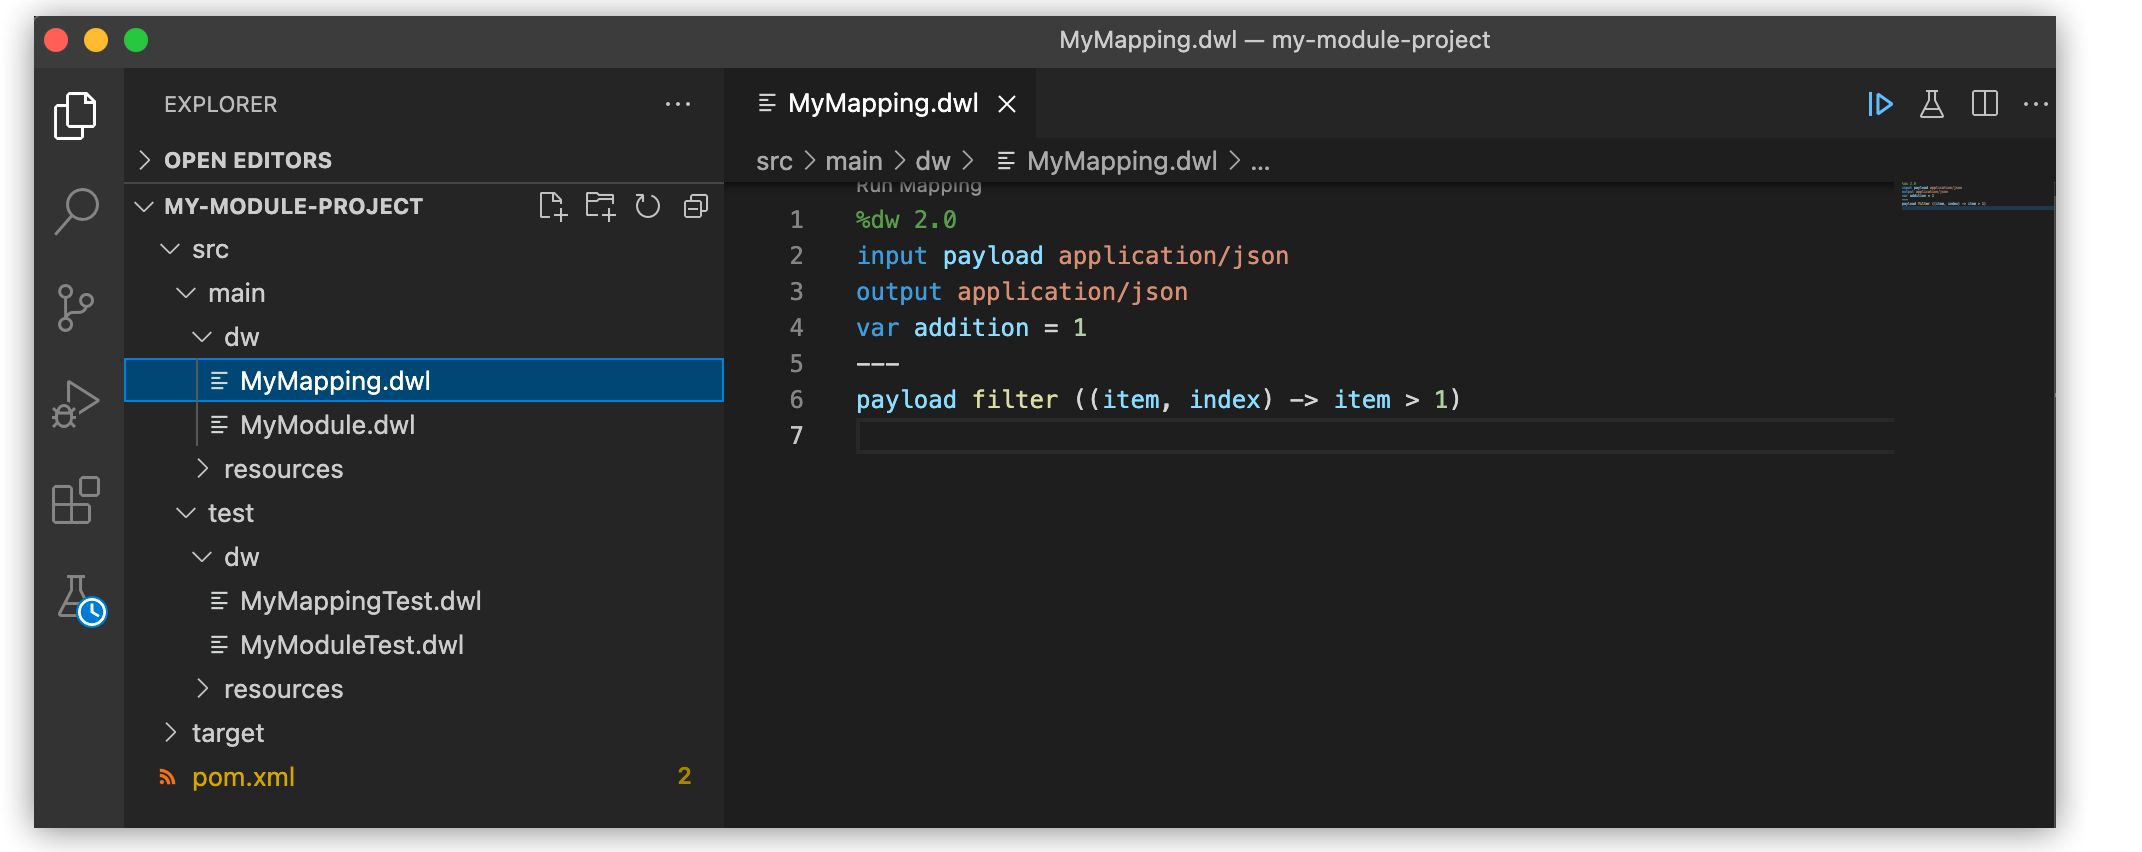 MyMapping.dwl — my-module-project
EXPLORER
OPEN EDITORS
MY-MODULE-PROJECT
src
main
dw
MyMapping.dwl
MyModule.dwl
resources
test
dw
MyMappingTest.dwl
MyModuleTest.dwl
resources
target
pom.xml 2
MyMapping.dwl
src > main > dw > MyMapping.dwl > ...
Run Mapping
1 %dw 2.0
2 input payload application/json
3 output application/json
4 var addition = 1
5 ---
6 payload filter ((item, index) -> item > 1)
7